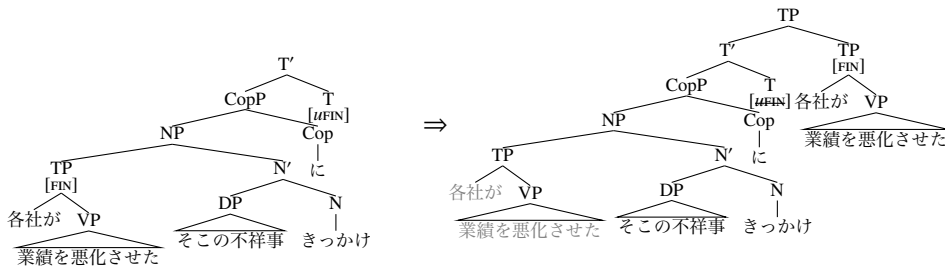 TP
T′ TP
T′ [FIN]
CopP T CopP T
[uFIN] [uFIN] 各社が VP
NP Cop ⇒ NP Cop 業績を悪化させた
TP N′ に TP N′ に
[FIN]
各社が VP DP N 各社が VP DP N
業績を悪化させた そこの不祥事 きっかけ 業績を悪化させた そこの不祥事 きっかけ